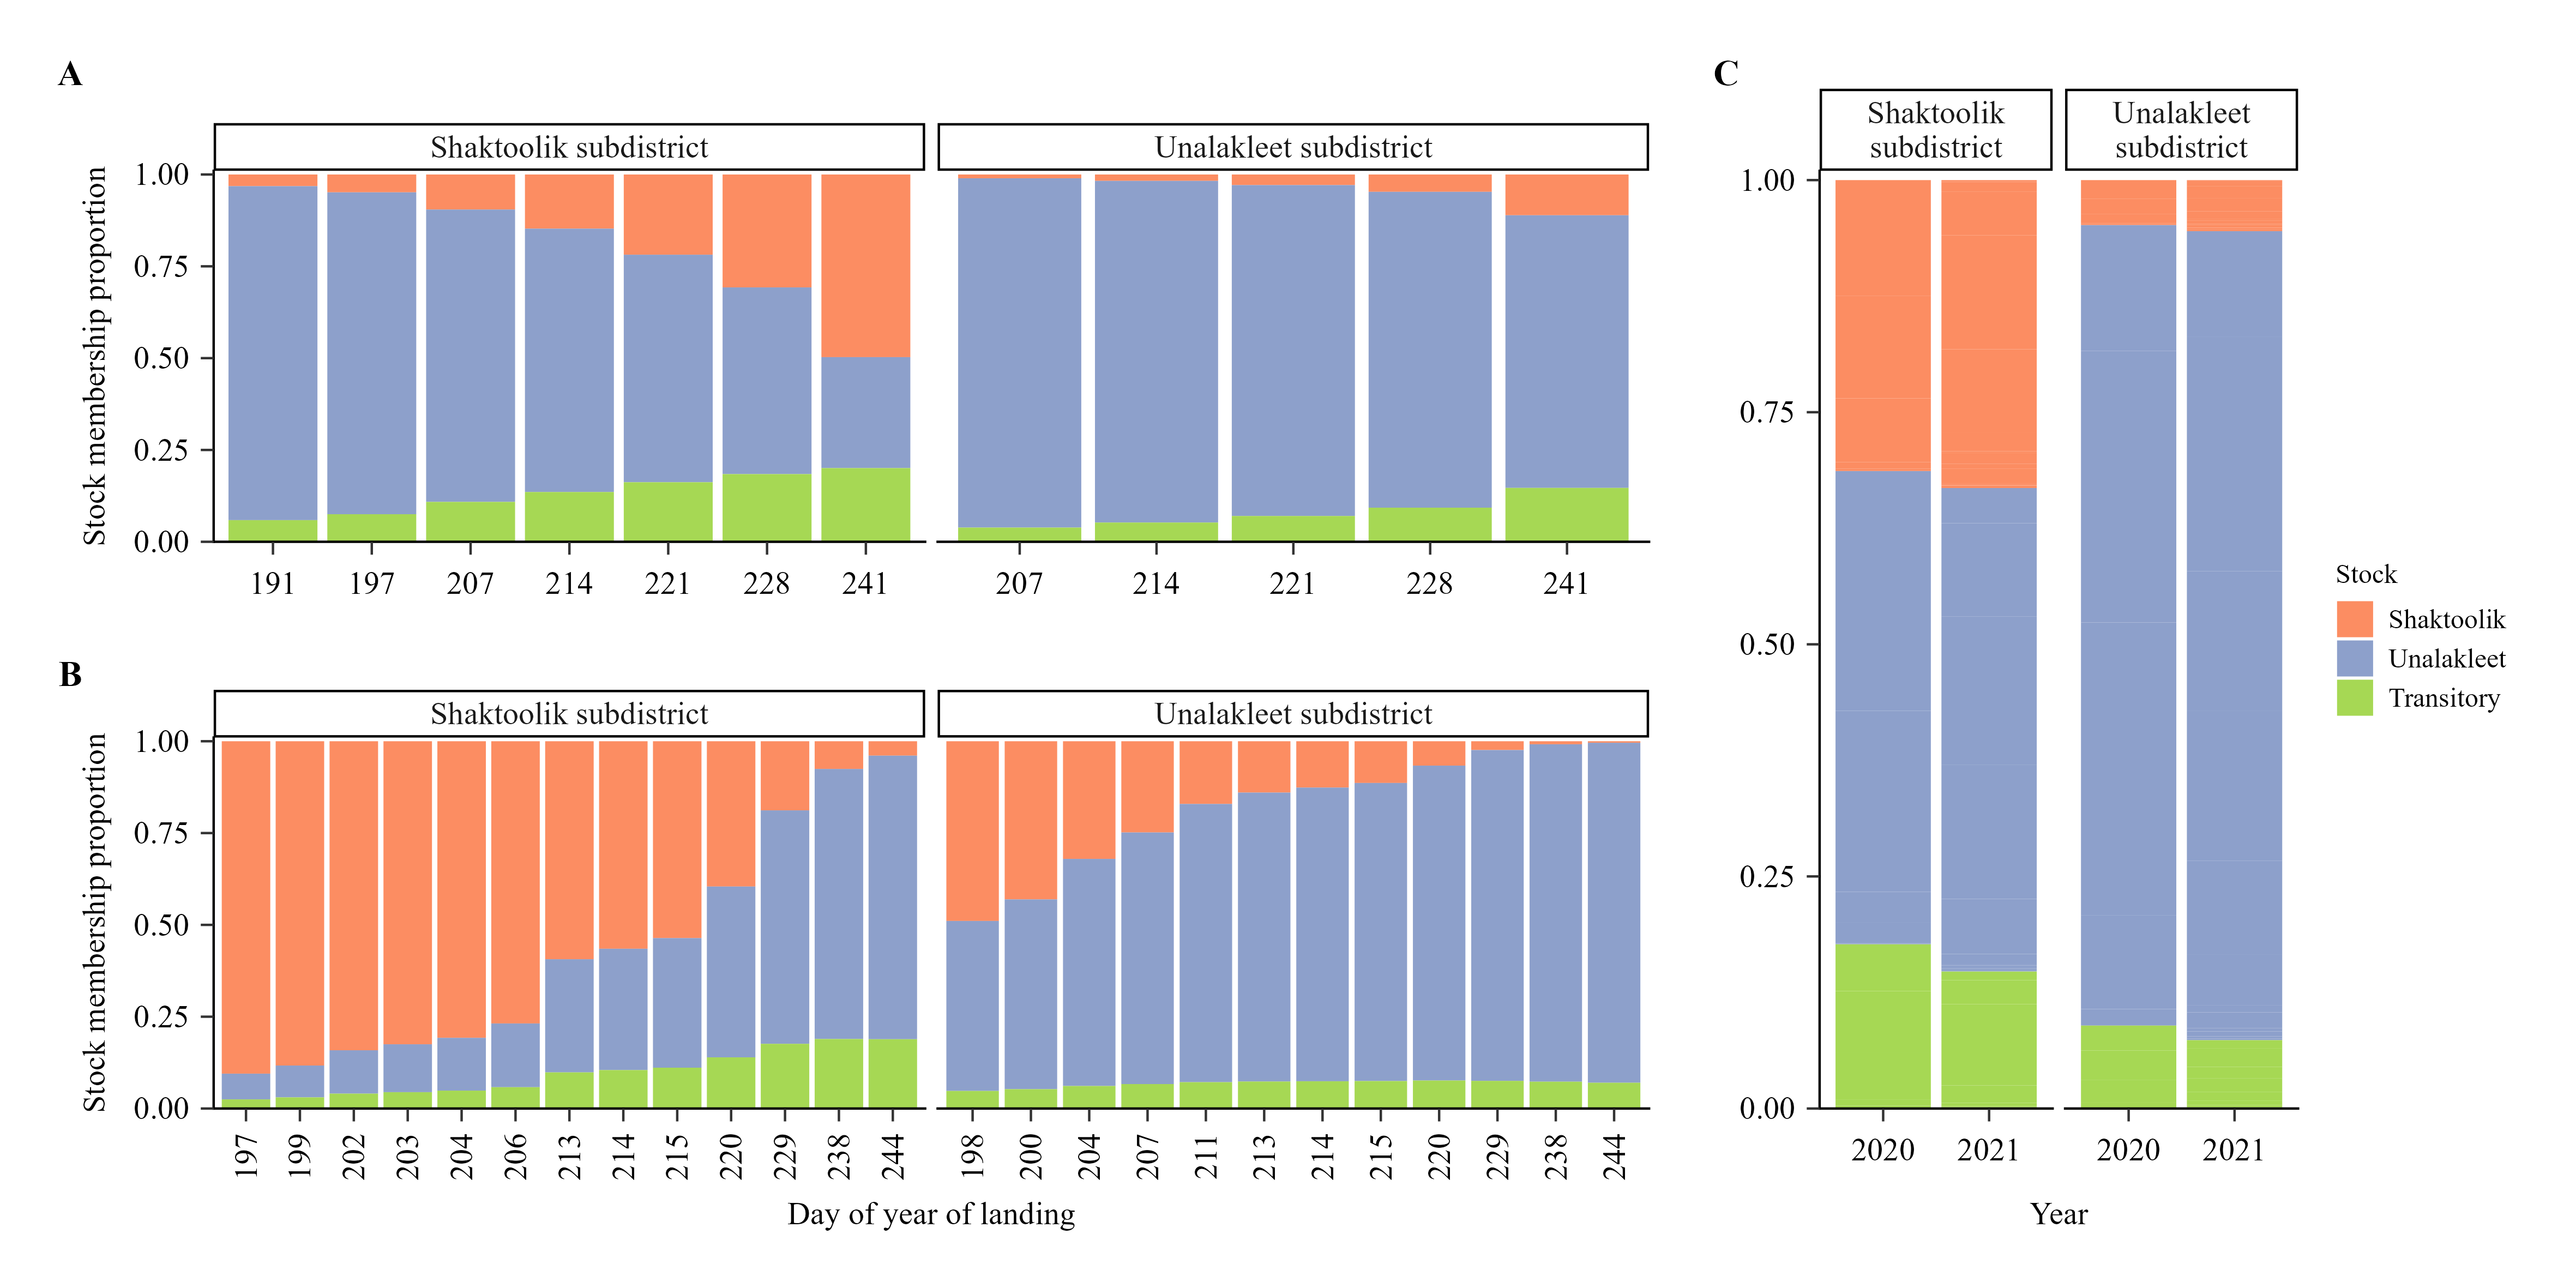 A
Shaktoolik subdistrict
Unalakleet subdistrict
Stock membership proportion
1.00
0.75
0.50
0.25
0.00
191 197 207 214 221 228 241
207 214 221 228 241
B
Shaktoolik subdistrict
Unalakleet subdistrict
Stock membership proportion
1.00
0.75
0.50
0.25
0.00
197 199 202 203 204 206 213 214 215 220 229 238 244
198 200 204 207 211 213 214 215 220 229 238 244
Day of year of landing
C
Shaktoolik
subdistrict
Unalakleet
subdistrict
1.00
0.75
0.50
0.25
0.00
2020 2021
2020 2021
Year
Stock
Shaktoolik
Unalakleet
Transitory